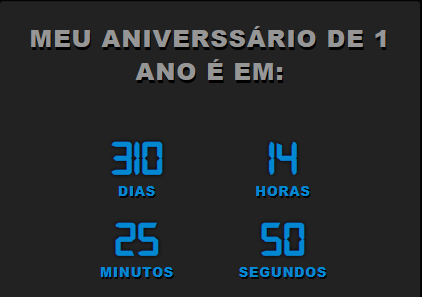 MEU ANIVERSSÁRIO DE 1
ANO É EM:
310 14
DIAS HORAS
25 50
MINUTOS SEGUNDOS